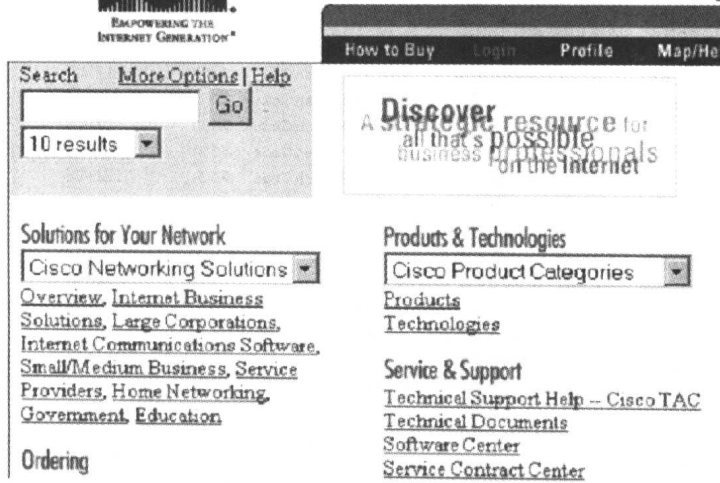 EMPOWERING THE
INTERNET GENERATION
How to Buy Login Profile Map/He
Search More Options | Help
Go
10 results
Discover
A strategic resource for
all that's possible
business professionals
on the Internet
Solutions for Your Network
Cisco Networking Solutions
Overview, Internet Business
Solutions, Large Corporations,
Internet Communications Software,
Small/Medium Business, Service
Providers, Home Networking,
Government, Education
Ordering
Products & Technologies
Cisco Product Categories
Products
Technologies
Service & Support
Technical Support Help -- Cisco TAC
Technical Documents
Software Center
Service Contract Center